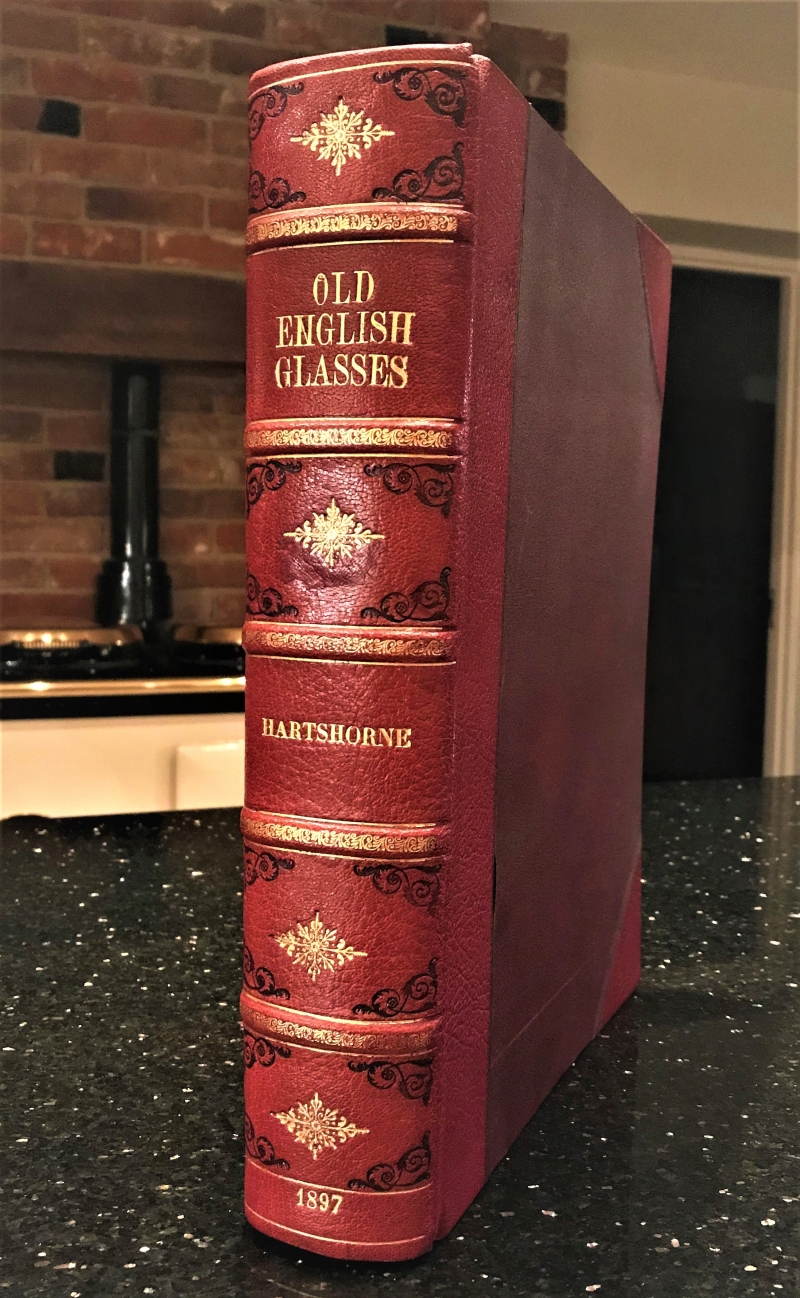 OLD
ENGLISH
GLASSES
HARTSHORNE
1897